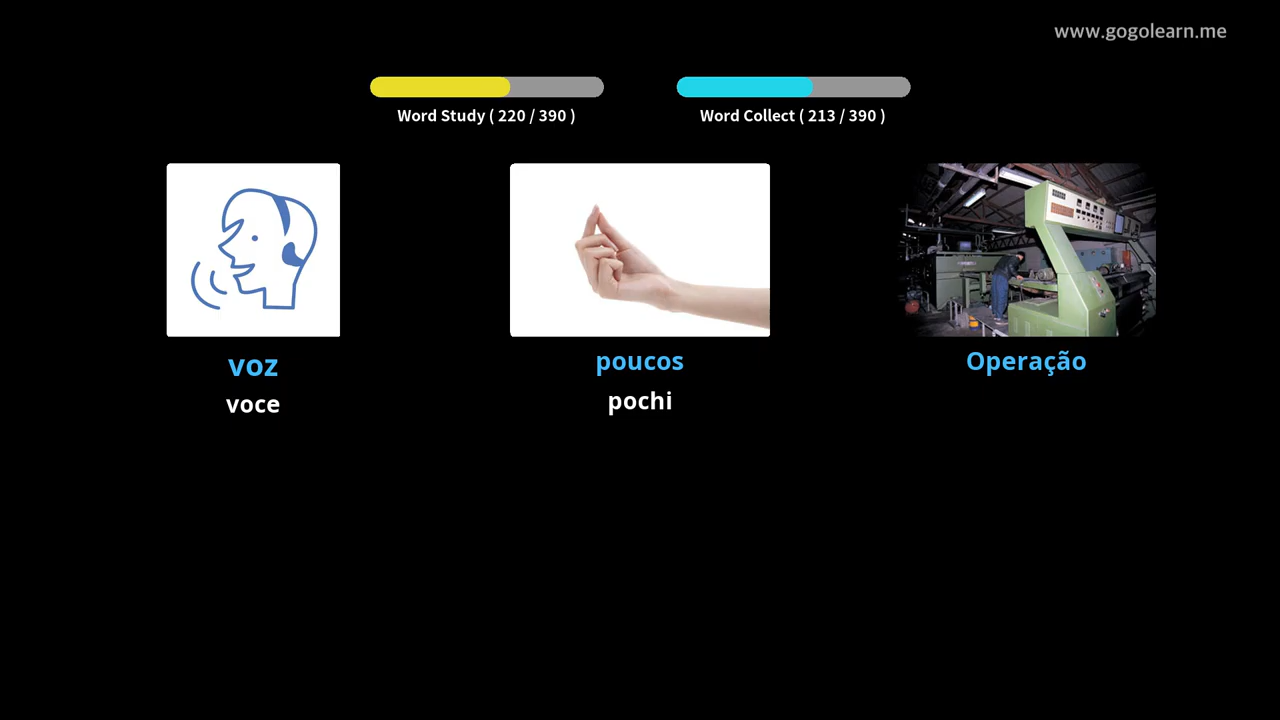 www.gogolearn.me
Word Study ( 220 / 390 )
Word Collect ( 213 / 390 )
voz
voce
poucos
pochi
Operação